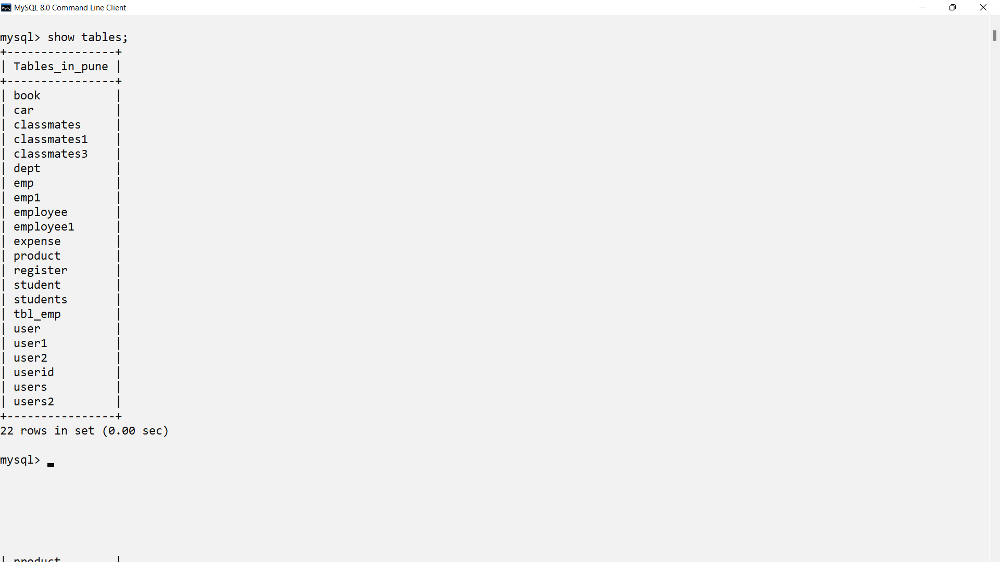 MySQL 8.0 Command Line Client
mysql> show tables;
+----------------+
| Tables_in_pune |
+----------------+
| book           |
| car            |
| classmates     |
| classmates1    |
| classmates3    |
| dept           |
| emp            |
| emp1           |
| employee       |
| employee1      |
| expense        |
| product        |
| register       |
| student        |
| students       |
| tbl_emp        |
| user           |
| user1          |
| user2          |
| userid         |
| users          |
| users2         |
+----------------+
22 rows in set (0.00 sec)
mysql>
| product        |